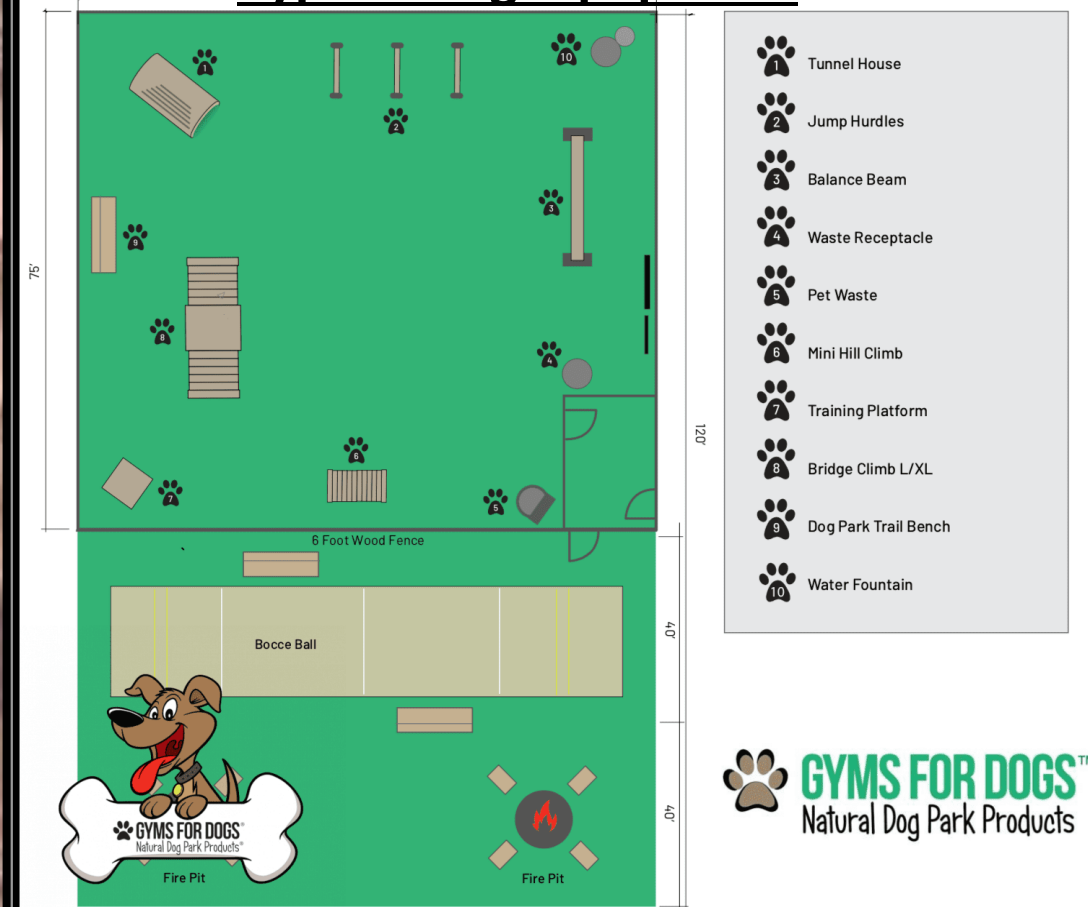 10
1
2
3
9
8
4
6
7
5
75'
120'
6 Foot Wood Fence
Bocce Ball
40'
40'
GYMS FOR DOGS®
Natural Dog Park Products®
Fire Pit
Fire Pit
1 Tunnel House
2 Jump Hurdles
3 Balance Beam
4 Waste Receptacle
5 Pet Waste
6 Mini Hill Climb
7 Training Platform
8 Bridge Climb L/XL
9 Dog Park Trail Bench
10 Water Fountain
GYMS FOR DOGS
Natural Dog Park Products